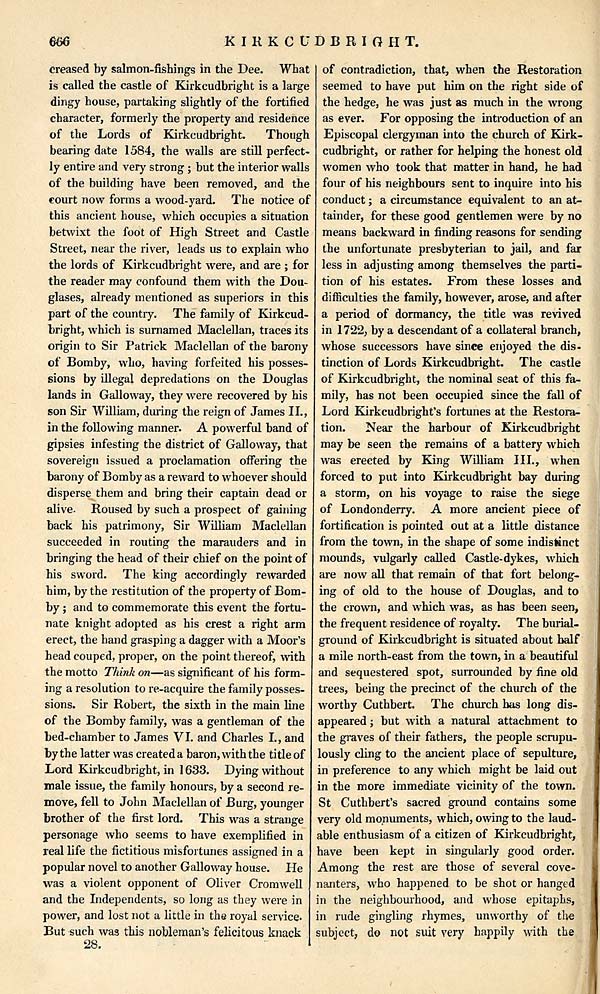 666
KIRKCUDBRIGHT.
creased by salmon-fishings in the Dee. What
is called the castle of Kirkcudbright is a large
dingy house, partaking slightly of the fortified
character, formerly the property and residence
of the Lords of Kirkcudbright. Though
bearing date 1584, the walls are still perfect-
ly entire and very strong ; but the interior walls
of the building have been removed, and the
court now forms a wood-yard. The notice of
this ancient house, which occupies a situation
betwixt the foot of High Street and Castle
Street, near the river, leads us to explain who
the lords of Kirkcudbright were, and are ; for
the reader may confound them with the Dou-
glases, already mentioned as superiors in this
part of the country. The family of Kirkcud-
bright, which is surnamed Maclellan, traces its
origin to Sir Patrick Maclellan of the barony
of Bomby, who, having forfeited his posses-
sions by illegal depredations on the Douglas
lands in Galloway, they were recovered by his
son Sir William, during the reign of James II.,
in the following manner. A powerful band of
gipsies infesting the district of Galloway, that
sovereign issued a proclamation offering the
barony of Bomby as a reward to whoever should
disperse them and bring their captain dead or
alive. Roused by such a prospect of gaining
back his patrimony, Sir William Maclellan
succeeded in routing the marauders and in
bringing the head of their chief on the point of
his sword. The king accordingly rewarded
him, by the restitution of the property of Bom-
by ; and to commemorate this event the fortu-
nate knight adopted as his crest a right arm
erect, the hand grasping a dagger with a Moor's
head couped, proper, on the point thereof, with
the motto Think on—as significant of his form-
ing a resolution to re-acquire the family posses-
sions. Sir Robert, the sixth in the main line
of the Bomby family, was a gentleman of the
bed-chamber to James VI. and Charles I., and
by the latter was created a baron, with the title of
Lord Kirkcudbright, in 1633. Dying without
male issue, the family honours, by a second re-
move, fell to John Maclellan of Burg, younger
brother of the first lord. This was a strange
personage who seems to have exemplified in
real life the fictitious misfortunes assigned in a
popular novel to another Galloway house. He
was a violent opponent of Oliver Cromwell
and the Independents, so long as they were in
power, and lost not a little in the royal service.
But such was this nobleman's felicitous knack
28.
of contradiction, that, when the Restoration
seemed to have put him on the right side of
the hedge, he was just as much in the wrong
as ever. For opposing the introduction of an
Episcopal clergyman into the church of Kirk-
cudbright, or rather for helping the honest old
women who took that matter in hand, he had
four of his neighbours sent to inquire into his
conduct ; a circumstance equivalent to an at-
tainder, for these good gentlemen were by no
means backward in finding reasons for sending
the unfortunate presbyterian to jail, and far
less in adjusting among themselves the parti-
tion of his estates. From these losses and
difficulties the family, however, arose, and after
a period of dormancy, the title was revived
in 1722, by a descendant of a collateral branch,
whose successors have since enjoyed the dis-
tinction of Lords Kirkcudbright. The castle
of Kirkcudbright, the nominal seat of this fa-
mily, has not been occupied since the fall of
Lord Kirkcudbright's fortunes at the Restora-
tion. Near the harbour of Kirkcudbright
may be seen the remains of a battery which
was erected by King William III., when
forced to put into Kirkcudbright bay during
a storm, on his voyage to raise the siege
of Londonderry. A more ancient piece of
fortification is pointed out at a little distance
from the town, in the shape of some indistinct
mounds, vulgarly called Castle-dykes, which
are now all that remain of that fort belong-
ing of old to the house of Douglas, and to
the crown, and which was, as has been seen,
the frequent residence of royalty. The burial-
ground of Kirkcudbright is situated about half
a mile north-east from the town, in a beautiful
and sequestered spot, surrounded by fine old
trees, being the precinct of the church of the
worthy Cuthbert. The church has long dis-
appeared ; but with a natural attachment to
the graves of their fathers, the people scrupu-
lously cling to the ancient place of sepulture,
in preference to any which might be laid out
in the more immediate vicinity of the town.
St Cuthbert's sacred ground contains some
very old monuments, which, owing to the laud-
able enthusiasm of a citizen of Kirkcudbright,
have been kept in singularly good order.
Among the rest are those of several cove-
nanters, who happened to be shot or hanged
in the neighbourhood, and whose epitaphs,
in rude gingling rhymes, unworthy of the
subject, do not suit very happily with the